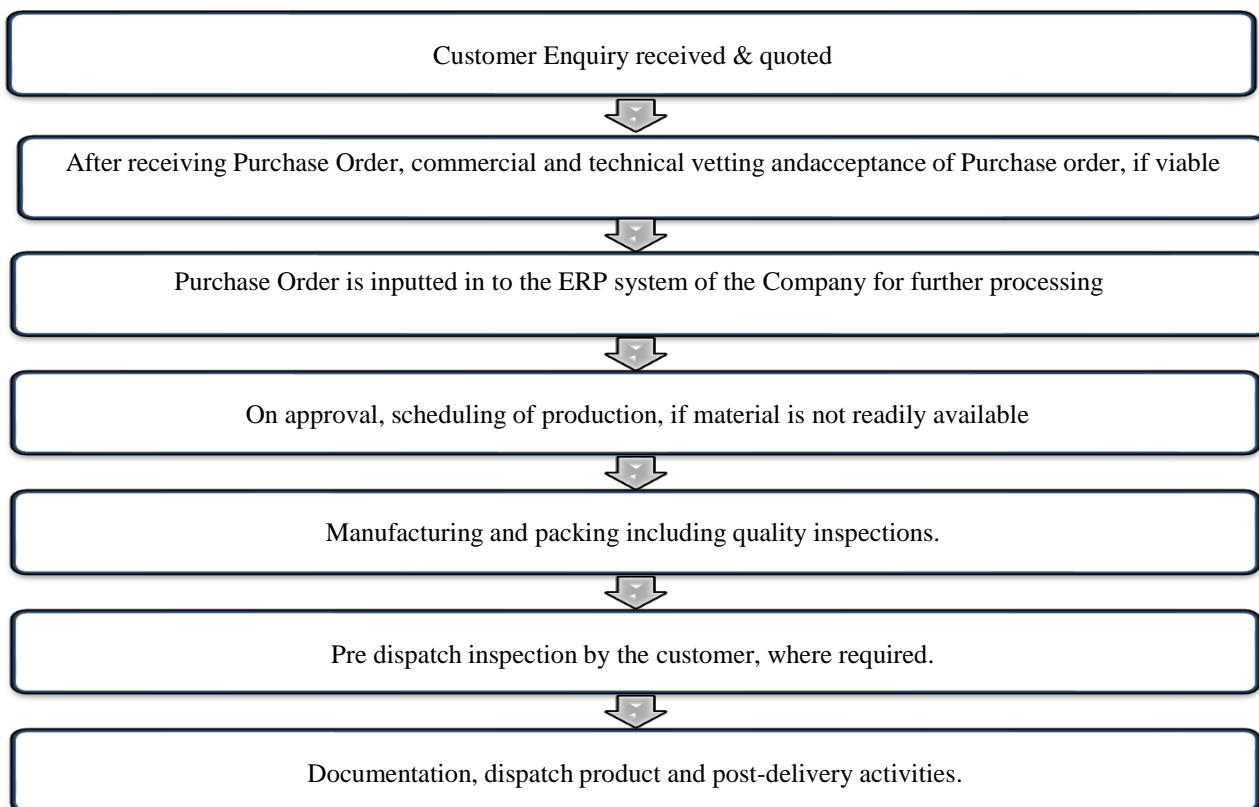 Customer Enquiry received & quoted
After receiving Purchase Order, commercial and technical vetting andacceptance of Purchase order, if viable
Purchase Order is inputted in to the ERP system of the Company for further processing
On approval, scheduling of production, if material is not readily available
Manufacturing and packing including quality inspections.
Pre dispatch inspection by the customer, where required.
Documentation, dispatch product and post-delivery activities.